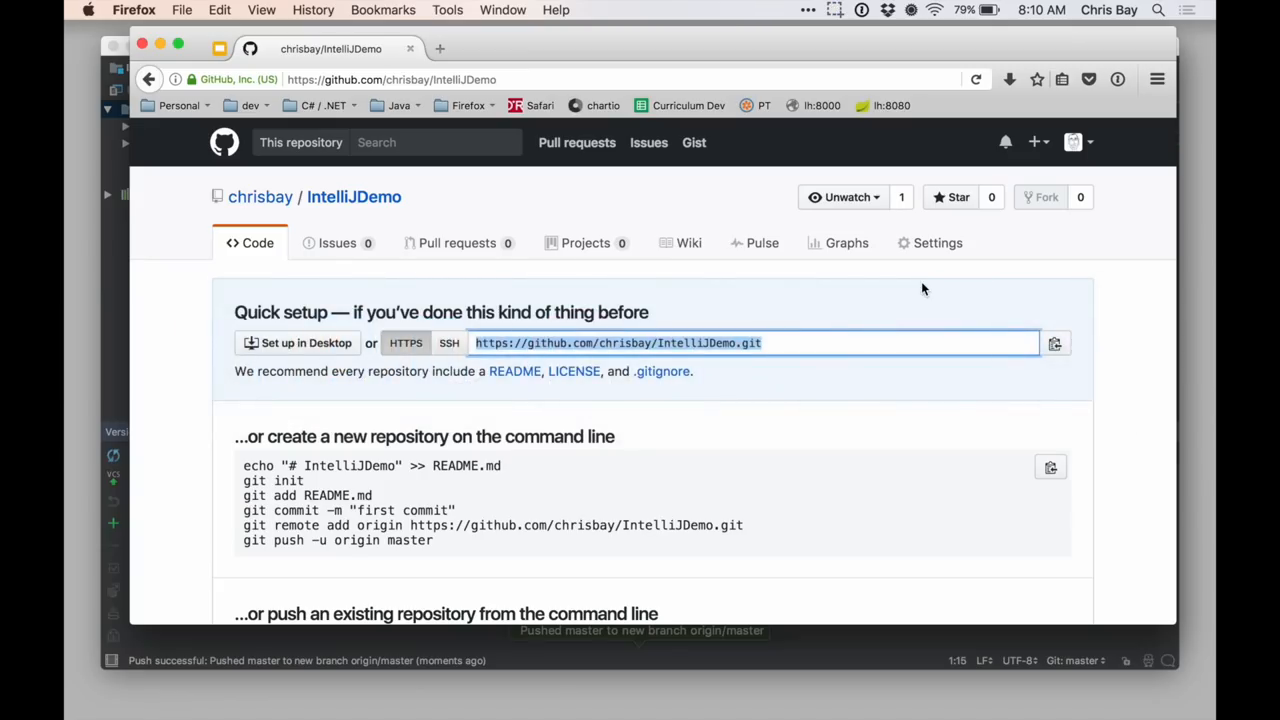 Firefox File Edit View History Bookmarks Tools Window Help 79% 8:10 AM Chris Bay
chrisbay/IntelliJDemo
GitHub, Inc. (US) https://github.com/chrisbay/IntelliJDemo
Personal dev C# / .NET Java Firefox Safari chartio Curriculum Dev PT lh:8000 lh:8080
This repository Search Pull requests Issues Gist
chrisbay / IntelliJDemo Unwatch 1 Star 0 Fork 0
Code Issues 0 Pull requests 0 Projects 0 Wiki Pulse Graphs Settings
Quick setup — if you've done this kind of thing before
Set up in Desktop or HTTPS SSH https://github.com/chrisbay/IntelliJDemo.git
We recommend every repository include a README, LICENSE, and .gitignore.
Versi
...or create a new repository on the command line
echo "# IntelliJDemo" >> README.md
git init
git add README.md
git commit -m "first commit"
git remote add origin https://github.com/chrisbay/IntelliJDemo.git
git push -u origin master
...or push an existing repository from the command line
Pushed master to new branch origin/master
Push successful: Pushed master to new branch origin/master (moments ago) 1:15 LF UTF-8 Git: master